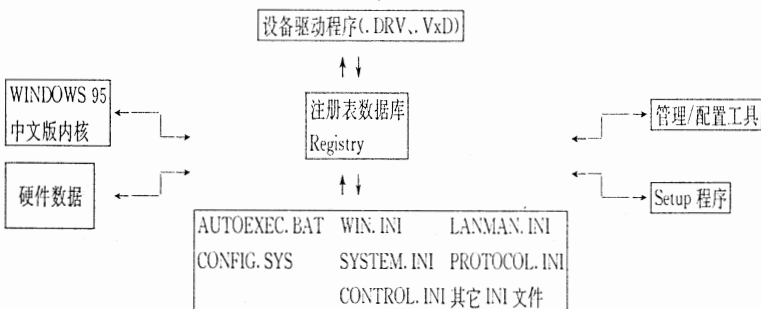 设备驱动程序(.DRV、.VxD)
WINDOWS 95
中文版内核
注册表数据库
Registry
管理/配置工具
硬件数据
Setup 程序
AUTOEXEC.BAT WIN.INI LANMAN.INI
CONFIG.SYS SYSTEM.INI PROTOCOL.INI
CONTROL.INI 其它 INI 文件